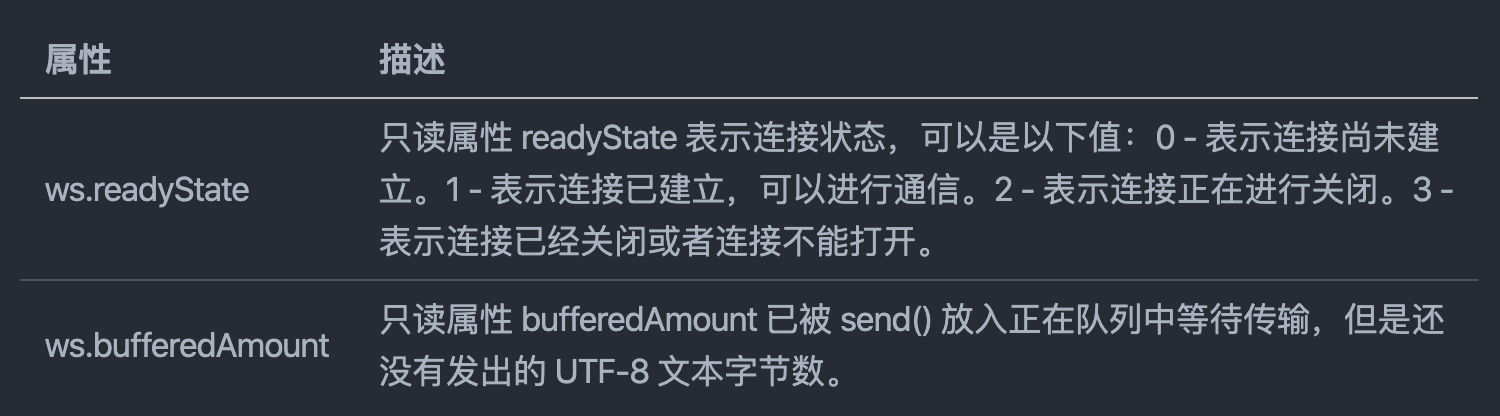 属性 描述
只读属性 readyState 表示连接状态，可以是以下值：0 - 表示连接尚未建
ws.readyState 立。1 - 表示连接已建立，可以进行通信。2 - 表示连接正在进行关闭。3 -
表示连接已经关闭或者连接不能打开。
ws.bufferedAmount
只读属性 bufferedAmount 已被 send() 放入正在队列中等待传输，但是还
没有发出的 UTF-8 文本字节数。